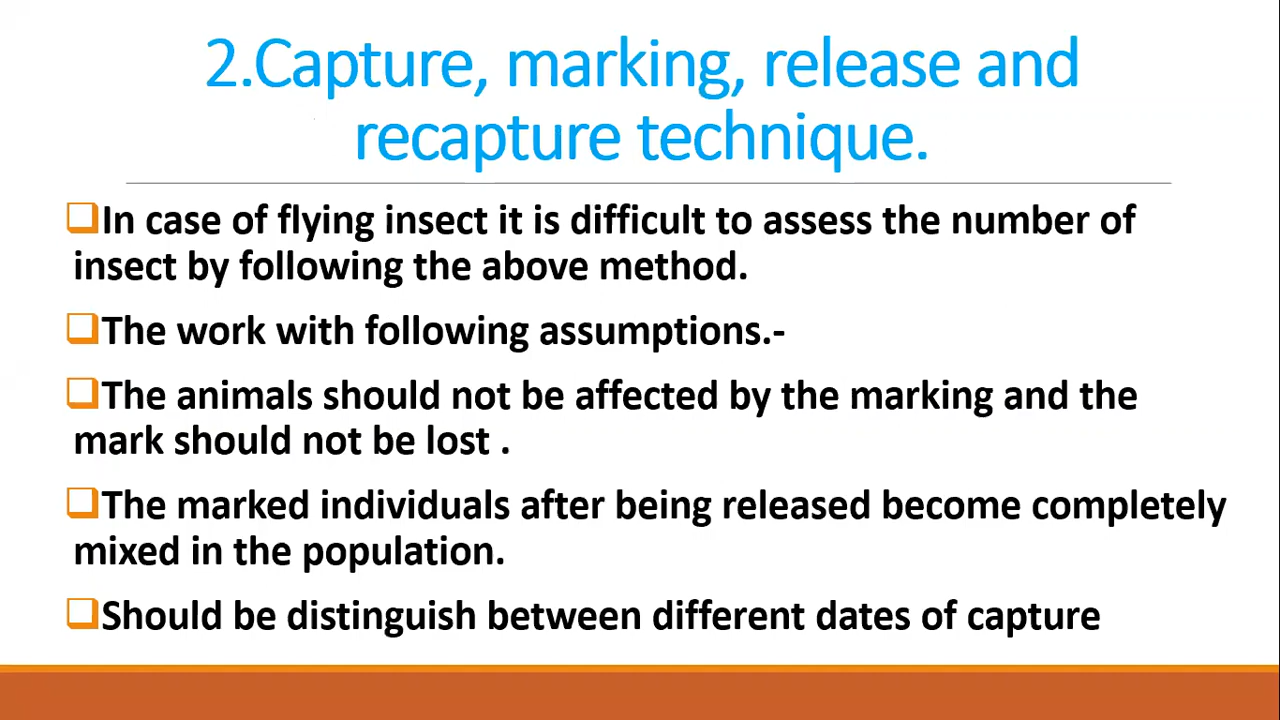 2.Capture, marking, release and
recapture technique.
❑In case of flying insect it is difficult to assess the number of
insect by following the above method.
❑The work with following assumptions.-
❑The animals should not be affected by the marking and the
mark should not be lost .
❑The marked individuals after being released become completely
mixed in the population.
❑Should be distinguish between different dates of capture